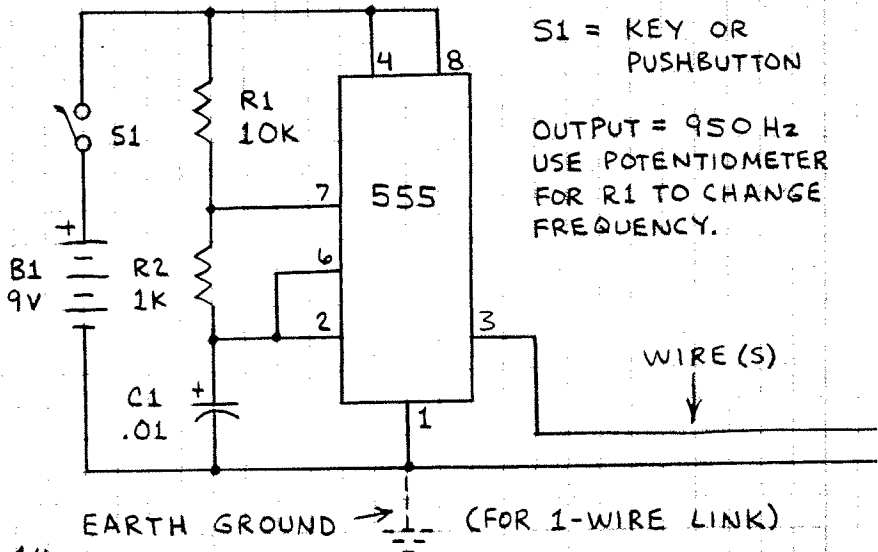 S1 = KEY OR
PUSHBUTTON
4
8
R1
10K
S1
OUTPUT = 950 Hz
USE POTENTIOMETER
FOR R1 TO CHANGE
FREQUENCY.
7
555
+
B1
9V
R2
1K
6
2
3
WIRE(S)
C1
.01
+
1
EARTH GROUND
(FOR 1-WIRE LINK)